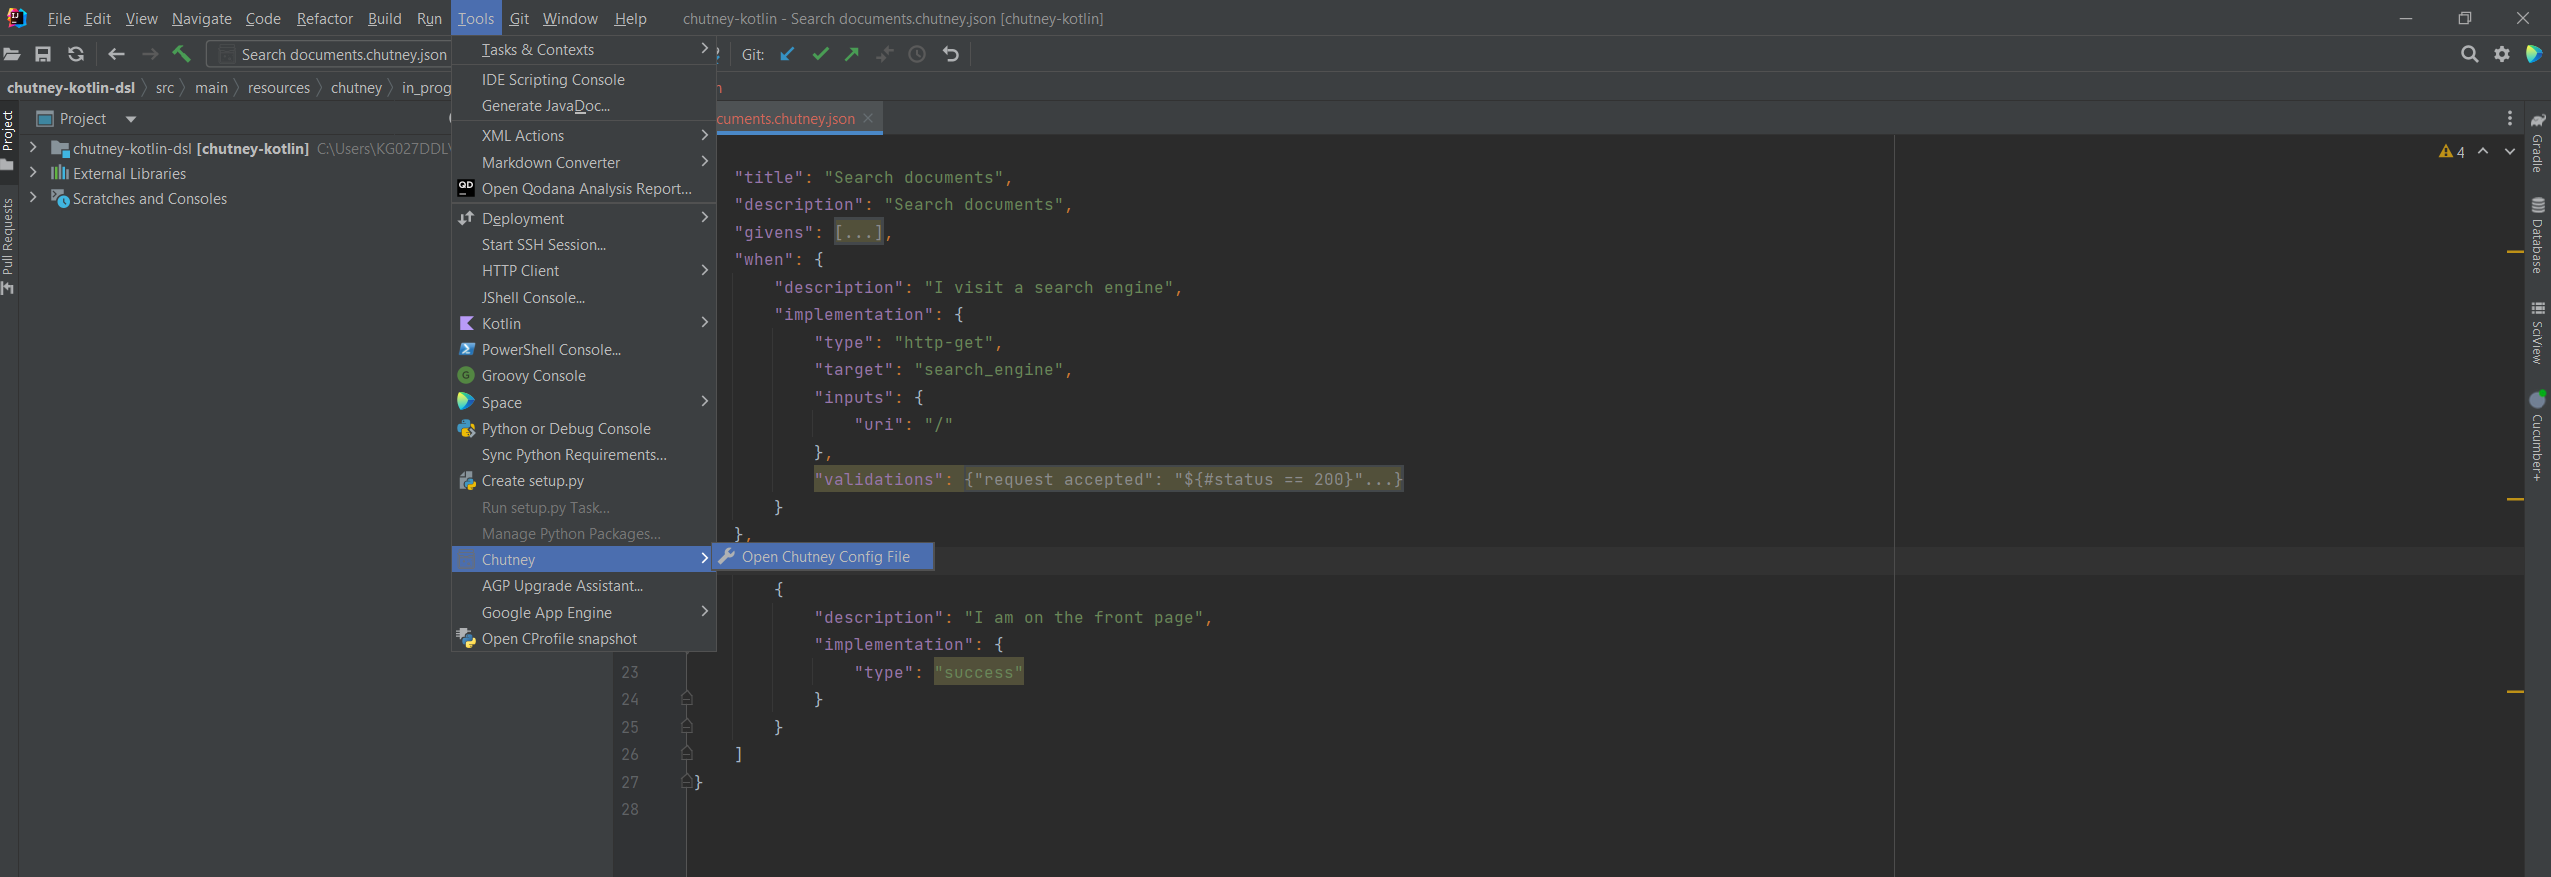 File Edit View Navigate Code Refactor Build Run Tools Git Window Help chutney-kotlin - Search documents.chutney.json [chutney-kotlin]
Search documents.chutney.json Git:
chutney-kotlin-dsl src main resources chutney in_prog
Project
chutney-kotlin-dsl [chutney-kotlin] C:\Users\KG027DDL\
External Libraries
Scratches and Consoles
Project
Pull Requests
Tasks & Contexts
IDE Scripting Console
Generate JavaDoc...
XML Actions
Markdown Converter
QD Open Qodana Analysis Report...
Deployment
Start SSH Session...
HTTP Client
JShell Console...
Kotlin
PowerShell Console...
G Groovy Console
Space
Python or Debug Console
Sync Python Requirements...
Create setup.py
Run setup.py Task...
Manage Python Packages...
Chutney
AGP Upgrade Assistant...
Google App Engine
Open CProfile snapshot
Open Chutney Config File
cuments.chutney.json
4
"title": "Search documents",
"description": "Search documents",
"givens": [...],
"when": {
"description": "I visit a search engine",
"implementation": {
"type": "http-get",
"target": "search_engine",
"inputs": {
"uri": "/"
},
"validations": {"request accepted": "${#status == 200}"...}
}
},
{
"description": "I am on the front page",
"implementation": {
23 "type": "success"
24 }
25 }
26 ]
27 }
28
Gradle
Database
SciView
Cucumber+